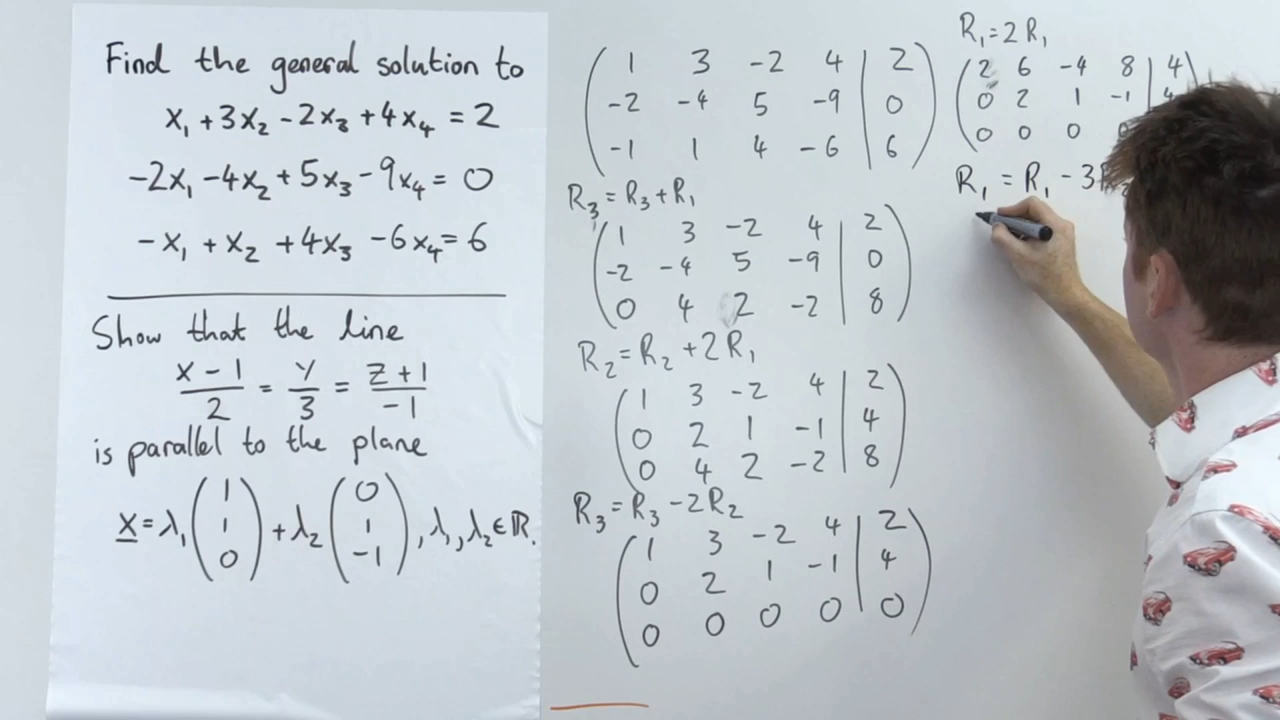 Find the general solution to
x₁ + 3x₂ - 2x₃ + 4x₄ = 2
-2x₁ - 4x₂ + 5x₃ - 9x₄ = 0
-x₁ + x₂ + 4x₃ - 6x₄ = 6
Show that the line
(x - 1)/2 = y/3 = (z + 1)/-1
is parallel to the plane
x = λ₁ (1 1 0) + λ₂ (0 1 -1), λ₁, λ₂ ∈ ℝ.
1 3 -2 4 | 2
-2 -4 5 -9 | 0
-1 1 4 -6 | 6
R₃ = R₃ + R₁
1 3 -2 4 | 2
-2 -4 5 -9 | 0
0 4 2 -2 | 8
R₂ = R₂ + 2R₁
1 3 -2 4 | 2
0 2 1 -1 | 4
0 4 2 -2 | 8
R₃ = R₃ - 2R₂
1 3 -2 4 | 2
0 2 1 -1 | 4
0 0 0 0 | 0
R₁ = 2R₁
2 6 -4 8 | 4
0 2 1 -1 | 4
0 0 0
R₁ = R₁ - 3